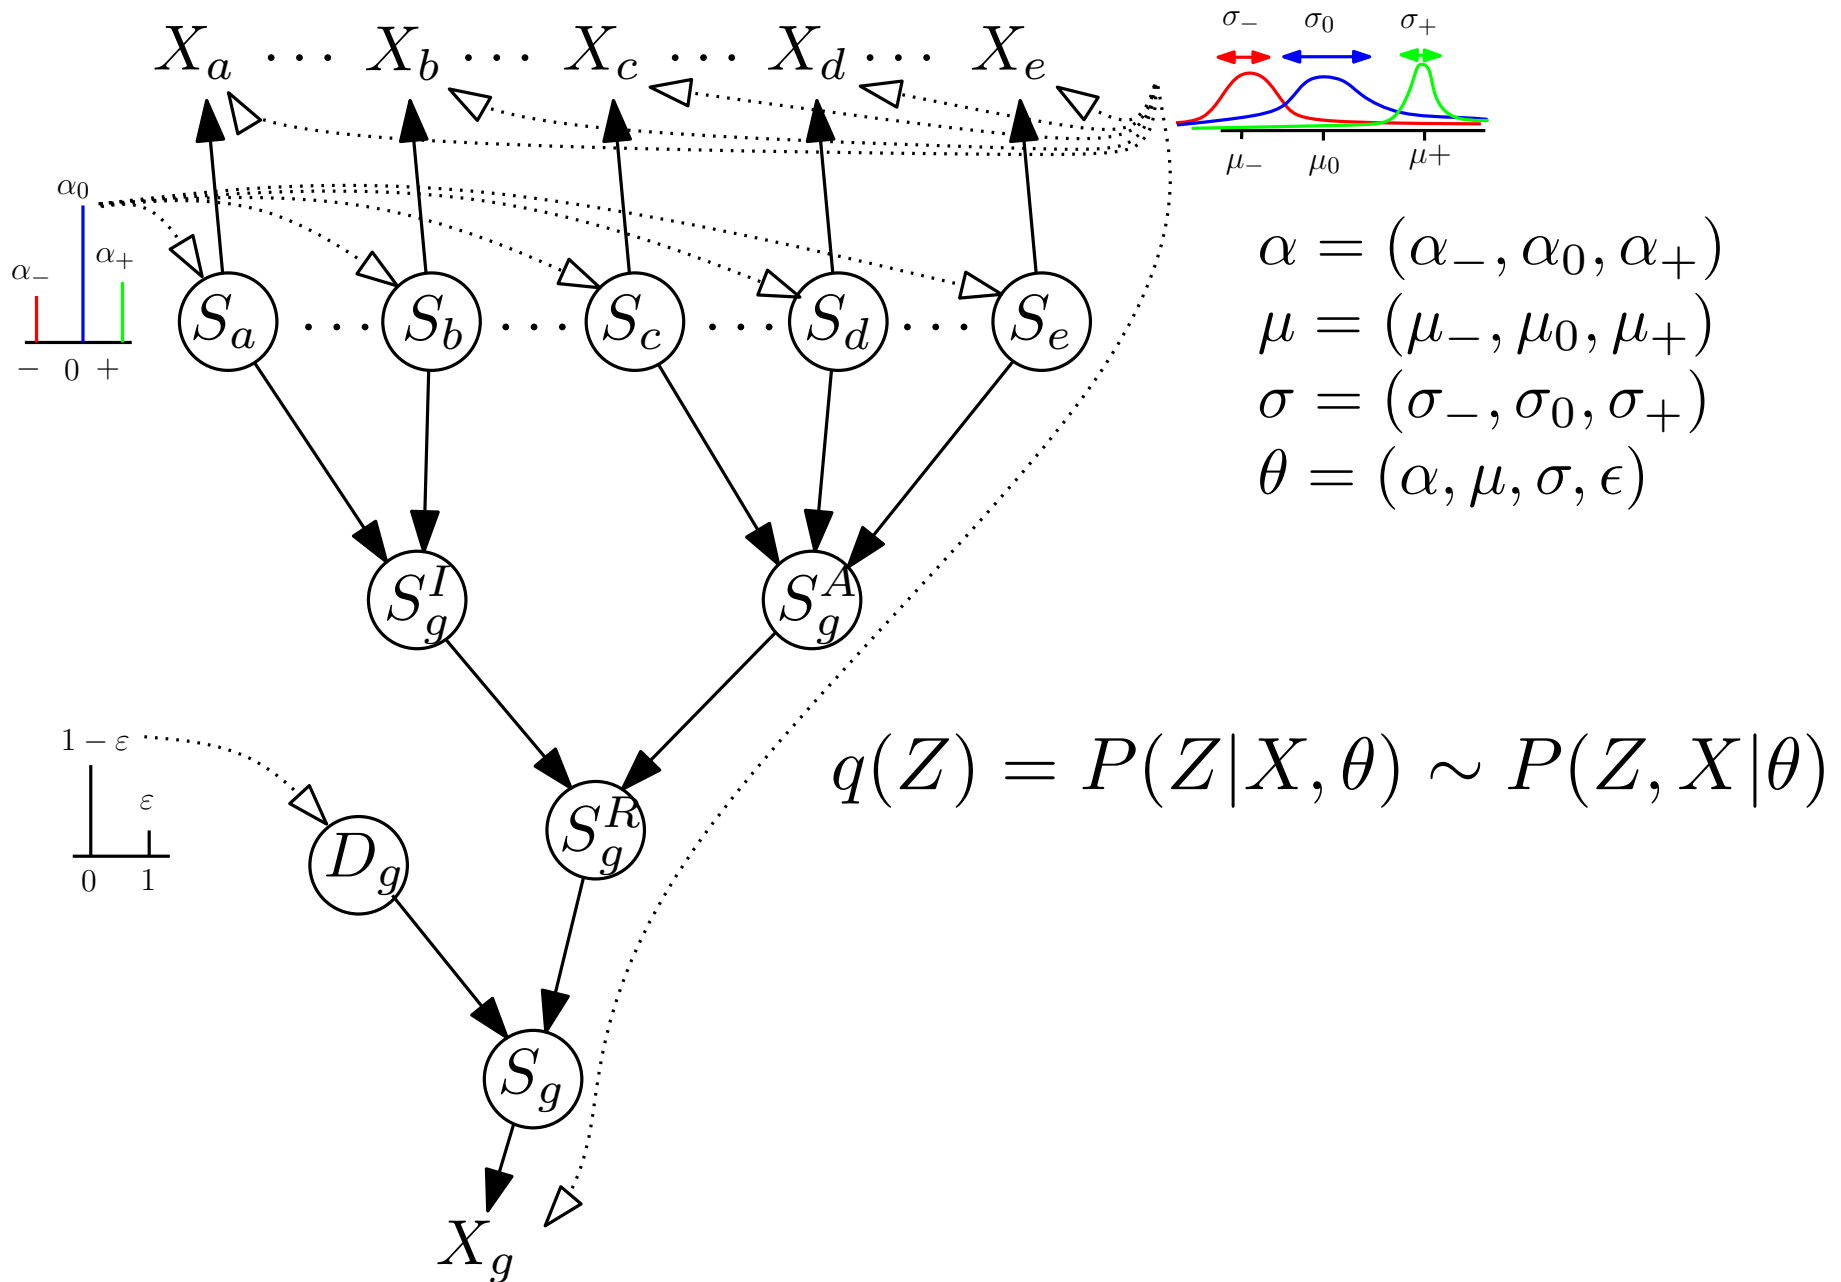 X_a ··· X_b ··· X_c ··· X_d ··· X_e
σ_− σ_0 σ_+
μ_− μ_0 μ+
α_0
α_− α_+
− 0 +
S_a ··· S_b ··· S_c ··· S_d ··· S_e
α = (α_−, α_0, α_+)
μ = (μ_−, μ_0, μ_+)
σ = (σ_−, σ_0, σ_+)
θ = (α, μ, σ, ϵ)
S_g^I S_g^A
1 − ε
ε
0 1
q(Z) = P(Z|X, θ) ∼ P(Z, X|θ)
S_g^R
D_g
S_g
X_g